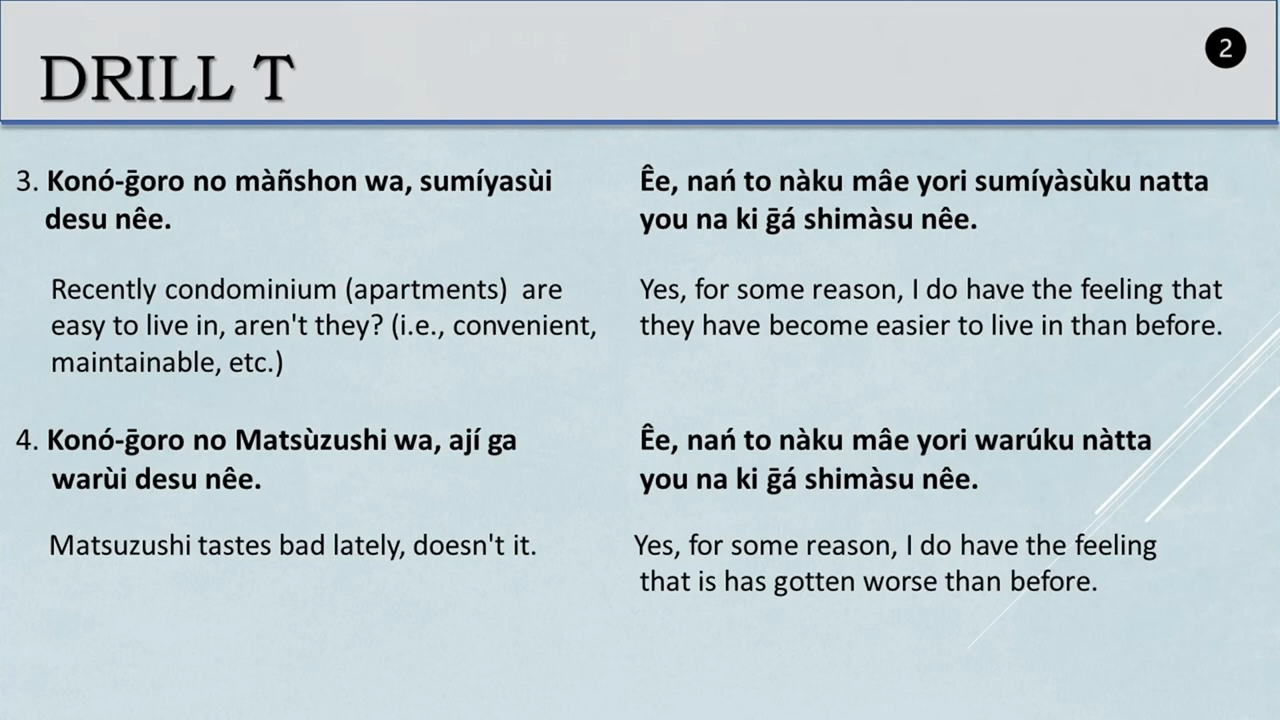 DRILL T
2
3. Konó-ḡoro no màñshon wa, sumíyasùi
desu nêe.
Êe, nań to nàku mâe yori sumíyàsùku natta
you na ki ḡá shimàsu nêe.
Recently condominium (apartments) are
easy to live in, aren't they? (i.e., convenient,
maintainable, etc.)
Yes, for some reason, I do have the feeling that
they have become easier to live in than before.
4. Konó-ḡoro no Matsùzushi wa, ají ga
warùi desu nêe.
Êe, nań to nàku mâe yori warúku nàtta
you na ki ḡá shimàsu nêe.
Matsuzushi tastes bad lately, doesn't it.
Yes, for some reason, I do have the feeling
that is has gotten worse than before.